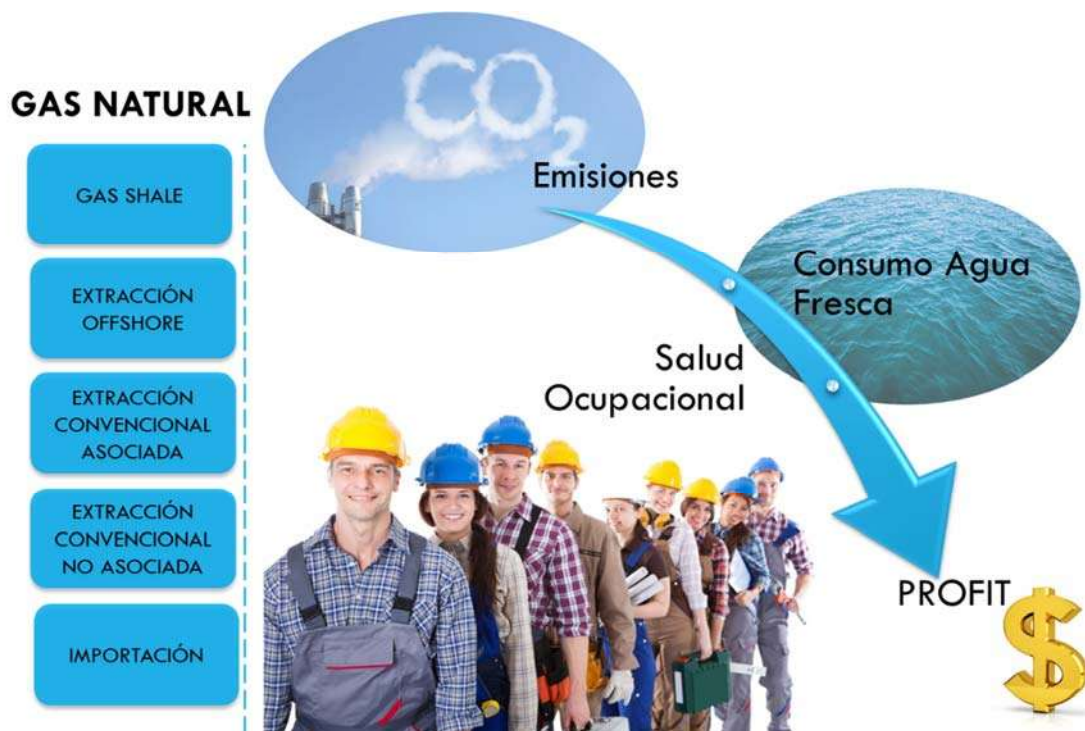 GAS NATURAL
GAS SHALE
EXTRACCIÓN
OFFSHORE
EXTRACCIÓN
CONVENCIONAL
ASOCIADA
EXTRACCIÓN
CONVENCIONAL
NO ASOCIADA
IMPORTACIÓN
CO2
Emisiones
Consumo Agua
Fresca
Salud
Ocupacional
PROFIT
$